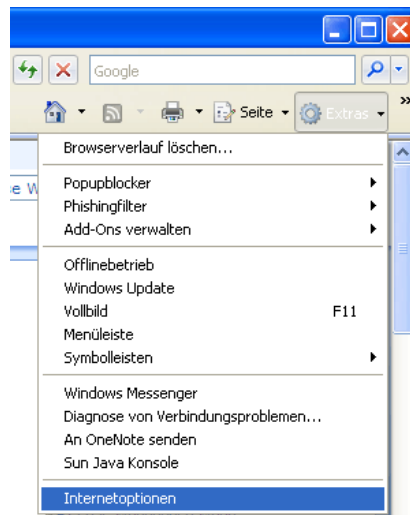 Google
Seite Extras
Browserverlauf löschen...
e W
Popupblocker
Phishingfilter
Add-Ons verwalten
Offlinebetrieb
Windows Update
Vollbild F11
Menüleiste
Symbolleisten
Windows Messenger
Diagnose von Verbindungsproblemen...
An OneNote senden
Sun Java Konsole
Internetoptionen